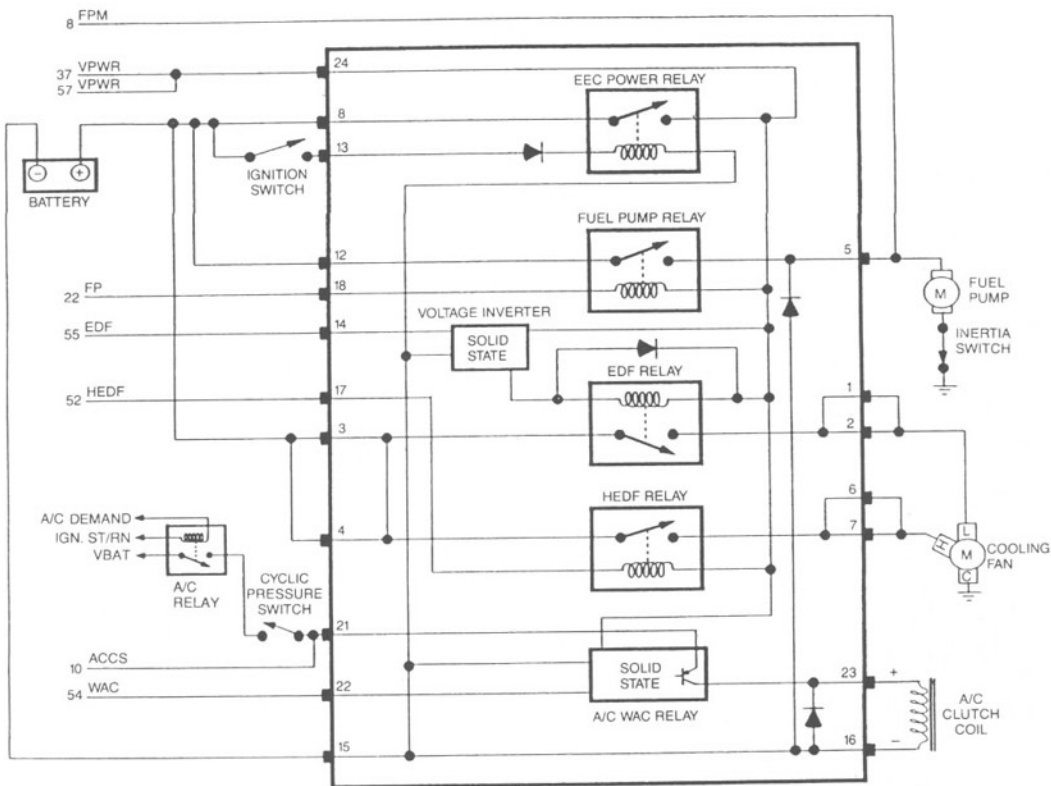 8 FPM
37 VPWR
57 VPWR
24
EEC POWER RELAY
8
13
IGNITION
SWITCH
− +
BATTERY
FUEL PUMP RELAY
12
5
22 FP
18
M
FUEL
PUMP
VOLTAGE INVERTER
55 EDF
14
SOLID
STATE
INERTIA
SWITCH
EDF RELAY
52 HEDF
17
1
3
2
HEDF RELAY
6
A/C DEMAND
IGN. ST/RN
VBAT
4
7
L
H
M
C
COOLING
FAN
A/C
RELAY
CYCLIC
PRESSURE
SWITCH
21
10 ACCS
54 WAC
22
SOLID
STATE
A/C WAC RELAY
23
+
A/C
CLUTCH
COIL
−
15
16